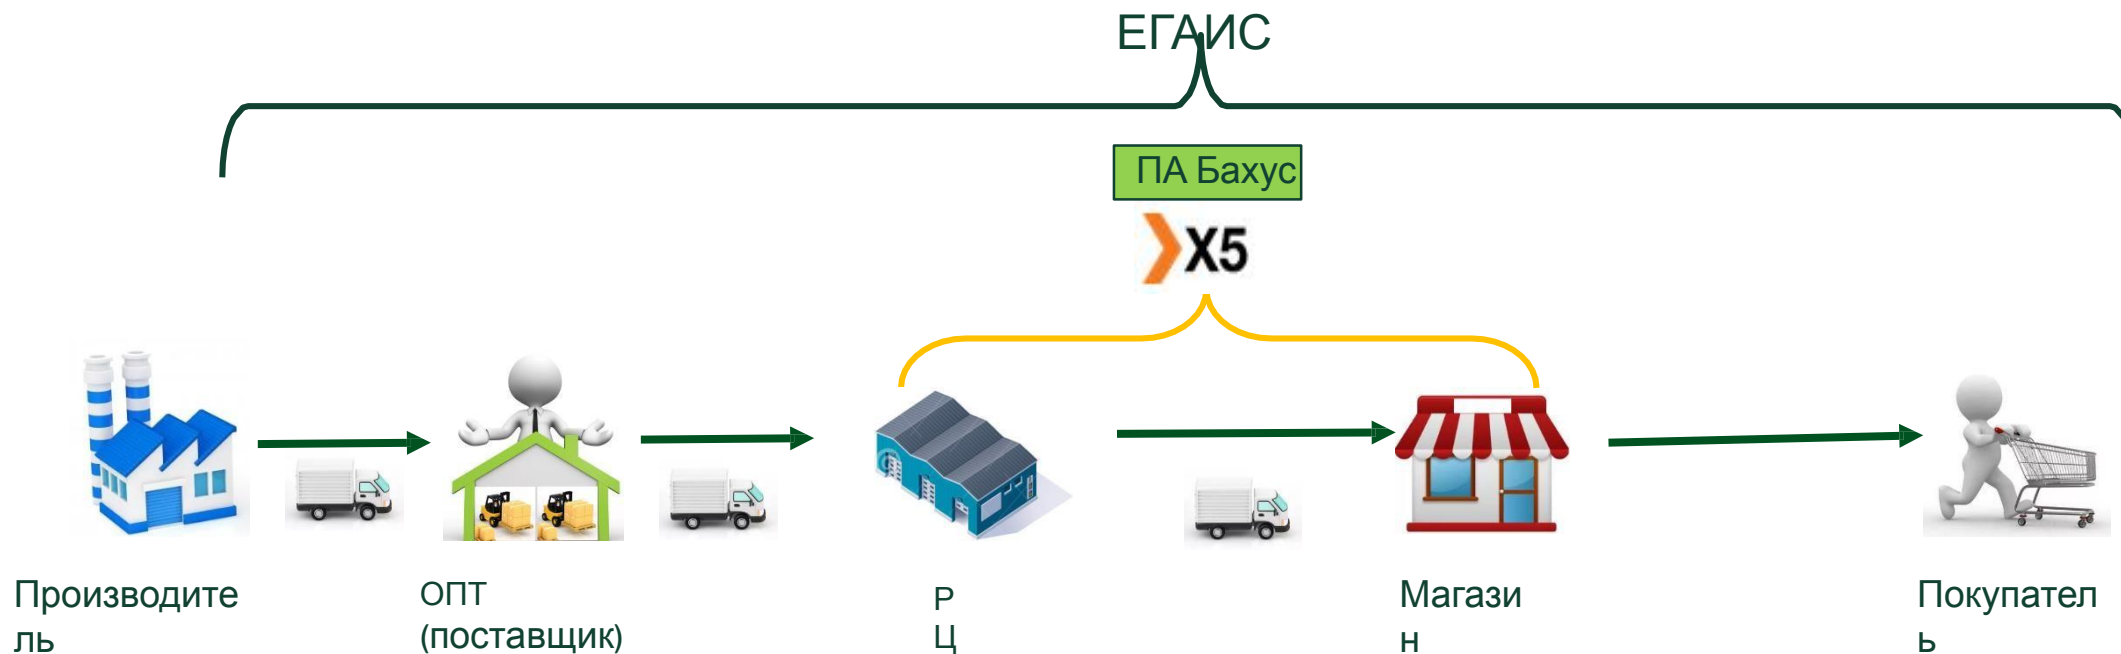 ЕГАИС
ПА Бахус
X5
Производите
ль
ОПТ
(поставщик)
Р
Ц
Магази
н
Покупател
ь